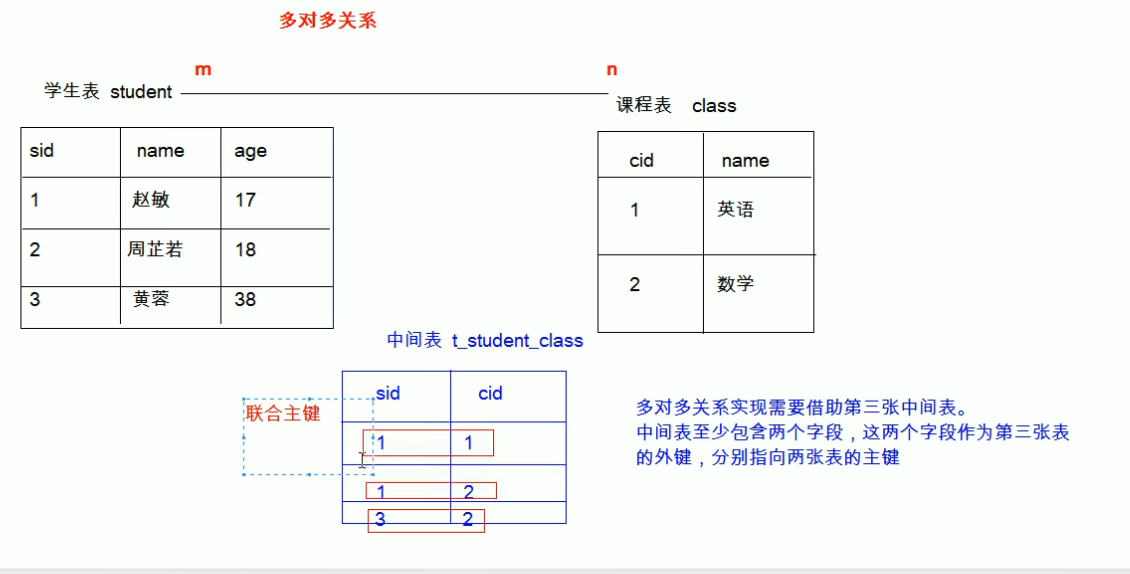 多对多关系
m
n
学生表 student
课程表 class
sid name age
1 赵敏 17
2 周芷若 18
3 黄蓉 38
cid name
1 英语
2 数学
中间表 t_student_class
sid cid
联合主键
1 1
1 2
3 2
多对多关系实现需要借助第三张中间表。
中间表至少包含两个字段，这两个字段作为第三张表
的外键，分别指向两张表的主键